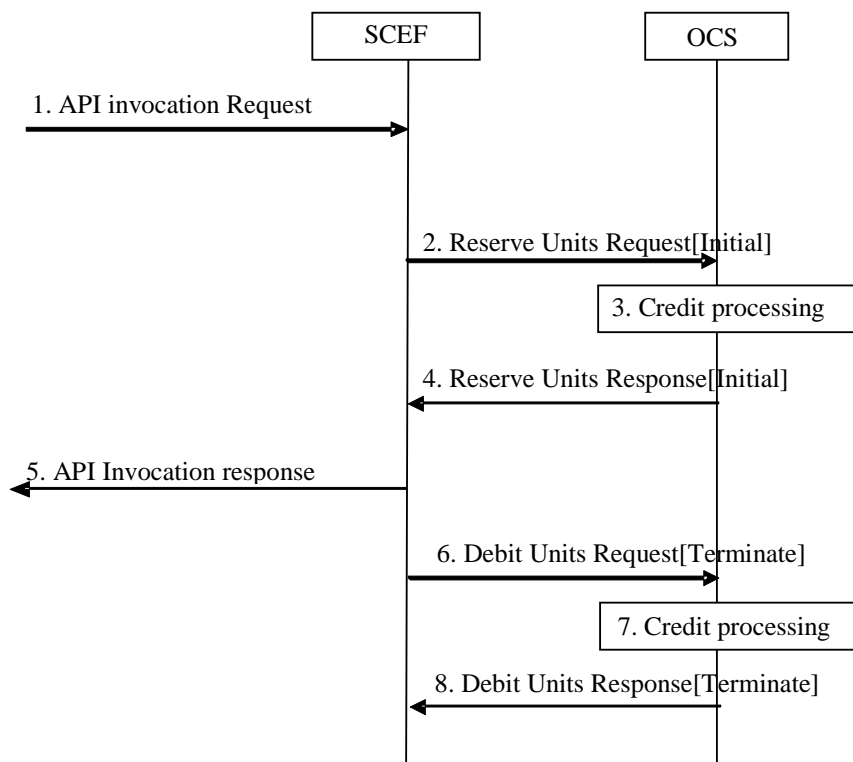 SCEF
OCS
1. API invocation Request
2. Reserve Units Request[Initial]
3. Credit processing
4. Reserve Units Response[Initial]
5. API Invocation response
6. Debit Units Request[Terminate]
7. Credit processing
8. Debit Units Response[Terminate]